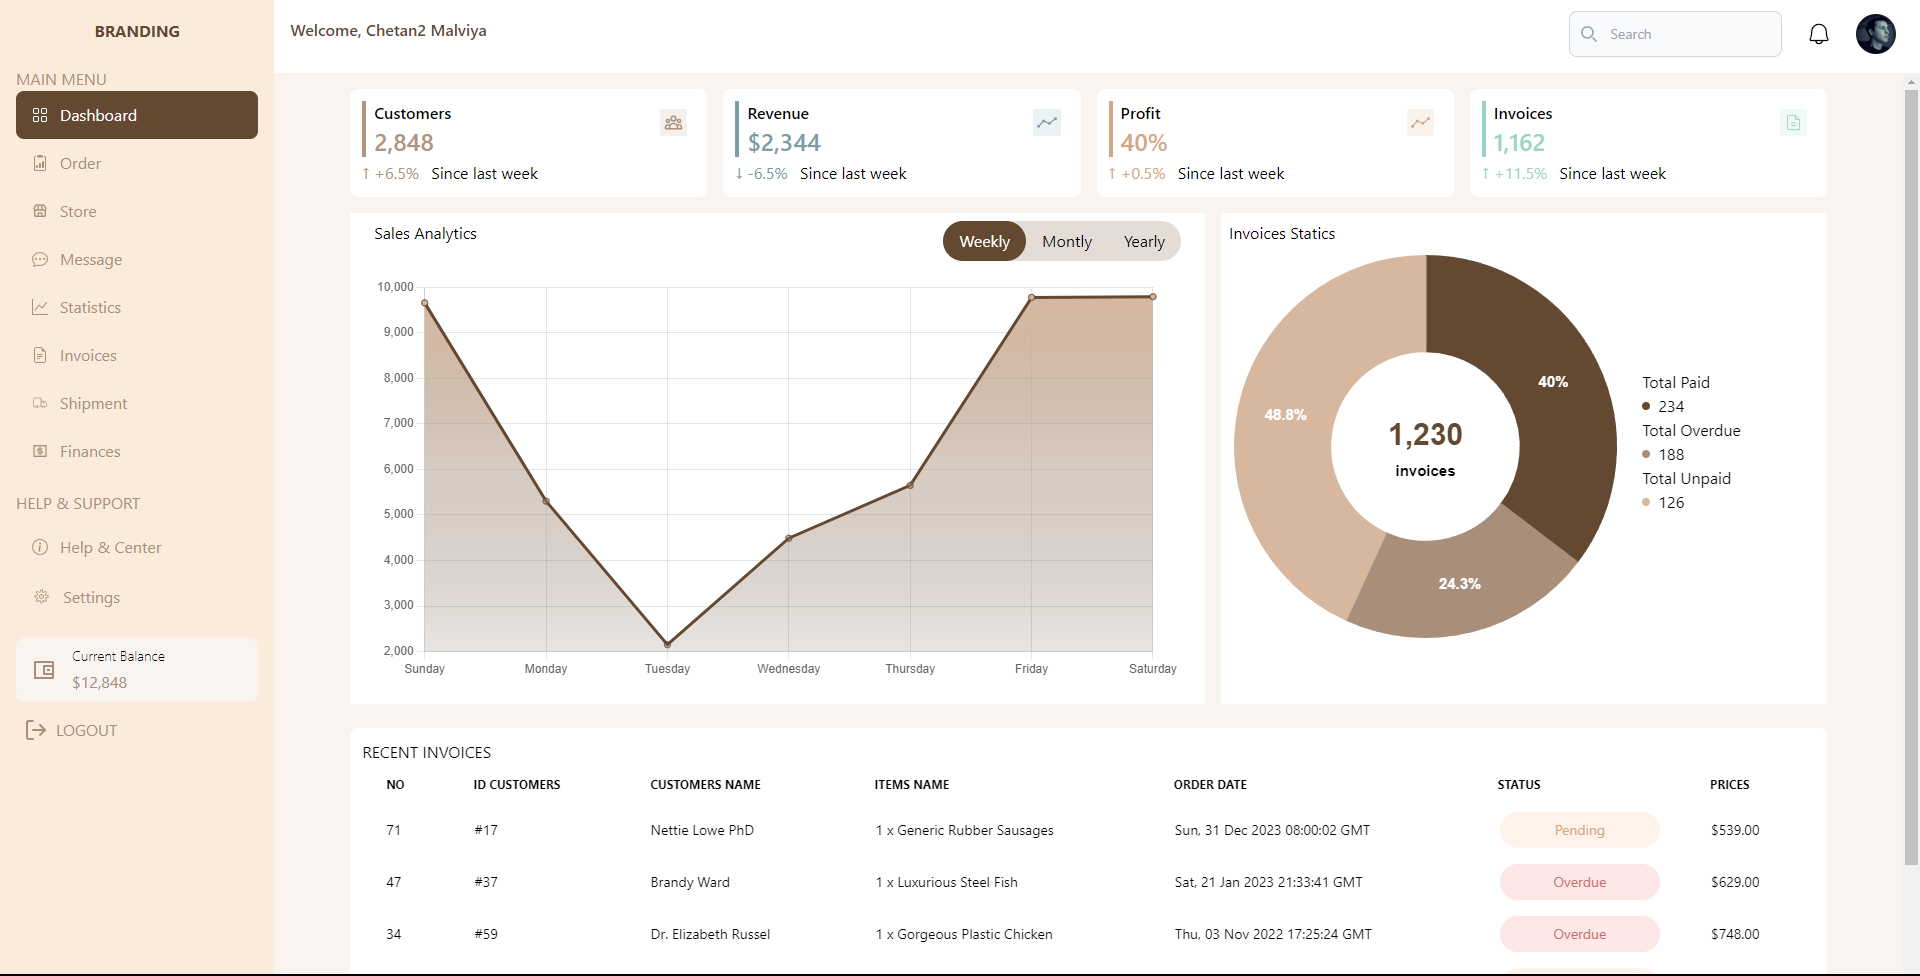 BRANDING
MAIN MENU
Dashboard
Order
Store
Message
Statistics
Invoices
Shipment
Finances
HELP & SUPPORT
Help & Center
Settings
Current Balance
$12,848
LOGOUT
Welcome, Chetan2 Malviya
Search
Customers
2,848
↑ +6.5% Since last week
Revenue
$2,344
↓ -6.5% Since last week
Profit
40%
↑ +0.5% Since last week
Invoices
1,162
↑ +11.5% Since last week
Sales Analytics
Weekly Montly Yearly
10,000
9,000
8,000
7,000
6,000
5,000
4,000
3,000
2,000
Sunday Monday Tuesday Wednesday Thursday Friday Saturday
Invoices Statics
40%
48.8%
24.3%
1,230
invoices
Total Paid
234
Total Overdue
188
Total Unpaid
126
RECENT INVOICES
NO ID CUSTOMERS CUSTOMERS NAME ITEMS NAME ORDER DATE STATUS PRICES
71 #17 Nettie Lowe PhD 1 x Generic Rubber Sausages Sun, 31 Dec 2023 08:00:02 GMT Pending $539.00
47 #37 Brandy Ward 1 x Luxurious Steel Fish Sat, 21 Jan 2023 21:33:41 GMT Overdue $629.00
34 #59 Dr. Elizabeth Russel 1 x Gorgeous Plastic Chicken Thu, 03 Nov 2022 17:25:24 GMT Overdue $748.00